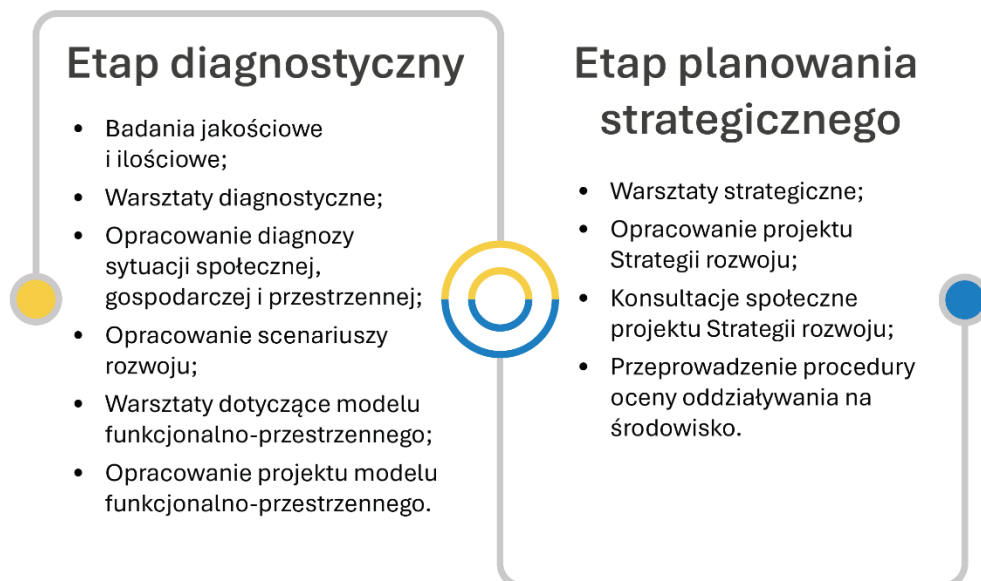 Etap diagnostyczny
• Badania jakościowe
i ilościowe;
• Warsztaty diagnostyczne;
• Opracowanie diagnozy
sytuacji społecznej,
gospodarczej i przestrzennej;
• Opracowanie scenariuszy
rozwoju;
• Warsztaty dotyczące modelu
funkcjonalno-przestrzennego;
• Opracowanie projektu modelu
funkcjonalno-przestrzennego.
Etap planowania
strategicznego
• Warsztaty strategiczne;
• Opracowanie projektu
Strategii rozwoju;
• Konsultacje społeczne
projektu Strategii rozwoju;
• Przeprowadzenie procedury
oceny oddziaływania na
środowisko.